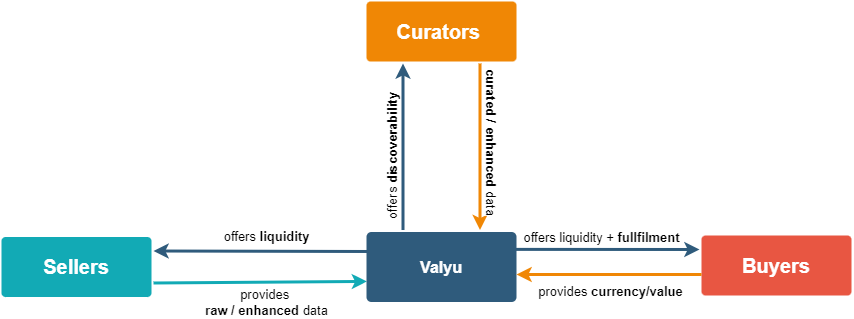 Curators
offers discoverability
curated / enhanced data
offers liquidity
offers liquidity + fullfilment
Sellers
Valyu
Buyers
provides
raw / enhanced data
provides currency/value